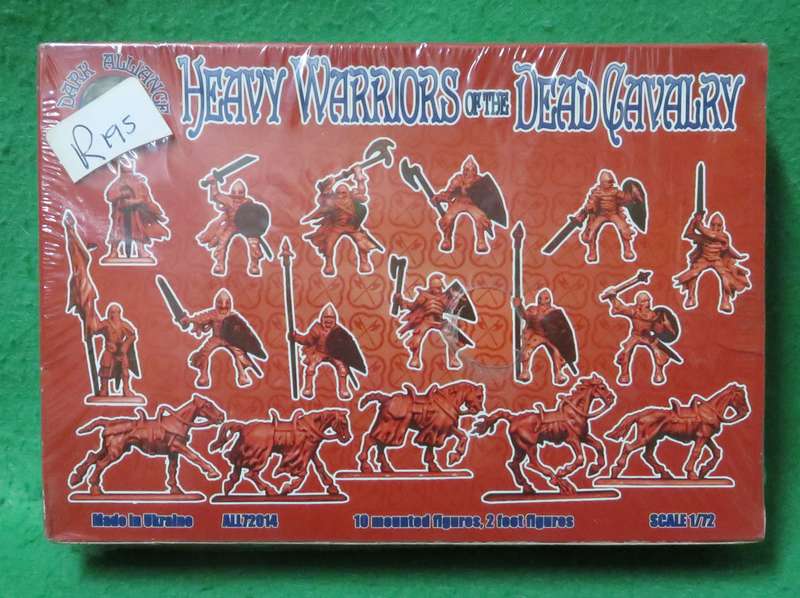 DARK ALLIANCE
HEAVY WARRIORS OF THE DEAD CAVALRY
R195
Made in Ukraine ALL72014 10 mounted figures, 2 foot figures SCALE 1/72